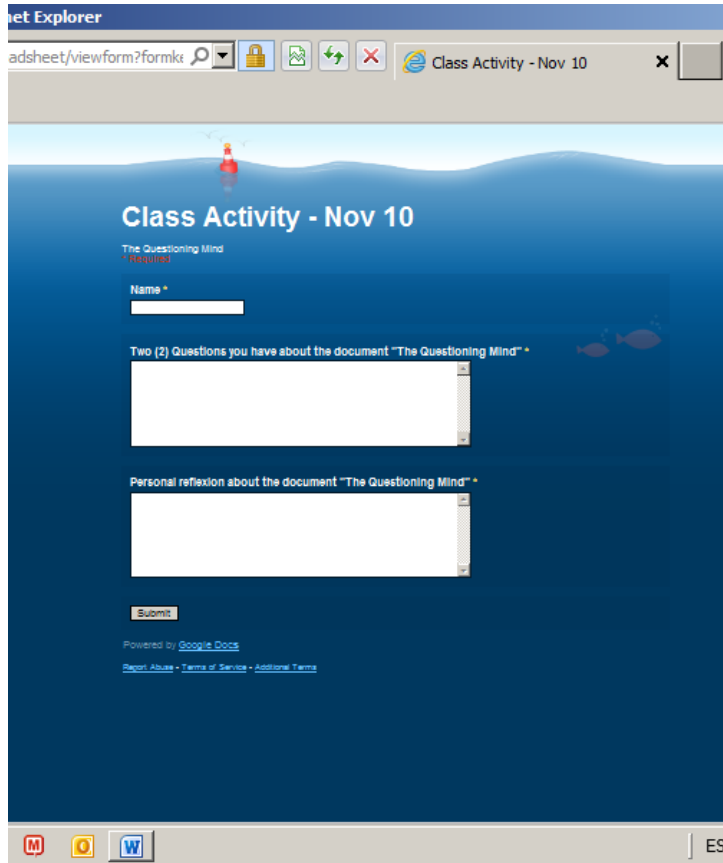 net Explorer
adsheet/viewform?formke
Class Activity - Nov 10
Class Activity - Nov 10
The Questioning Mind
* Required
Name *
Two (2) Questions you have about the document "The Questioning Mind" *
Personal reflexion about the document "The Questioning Mind" *
Submit
Powered by Google Docs
Report Abuse - Terms of Service - Additional Terms
M O W ES